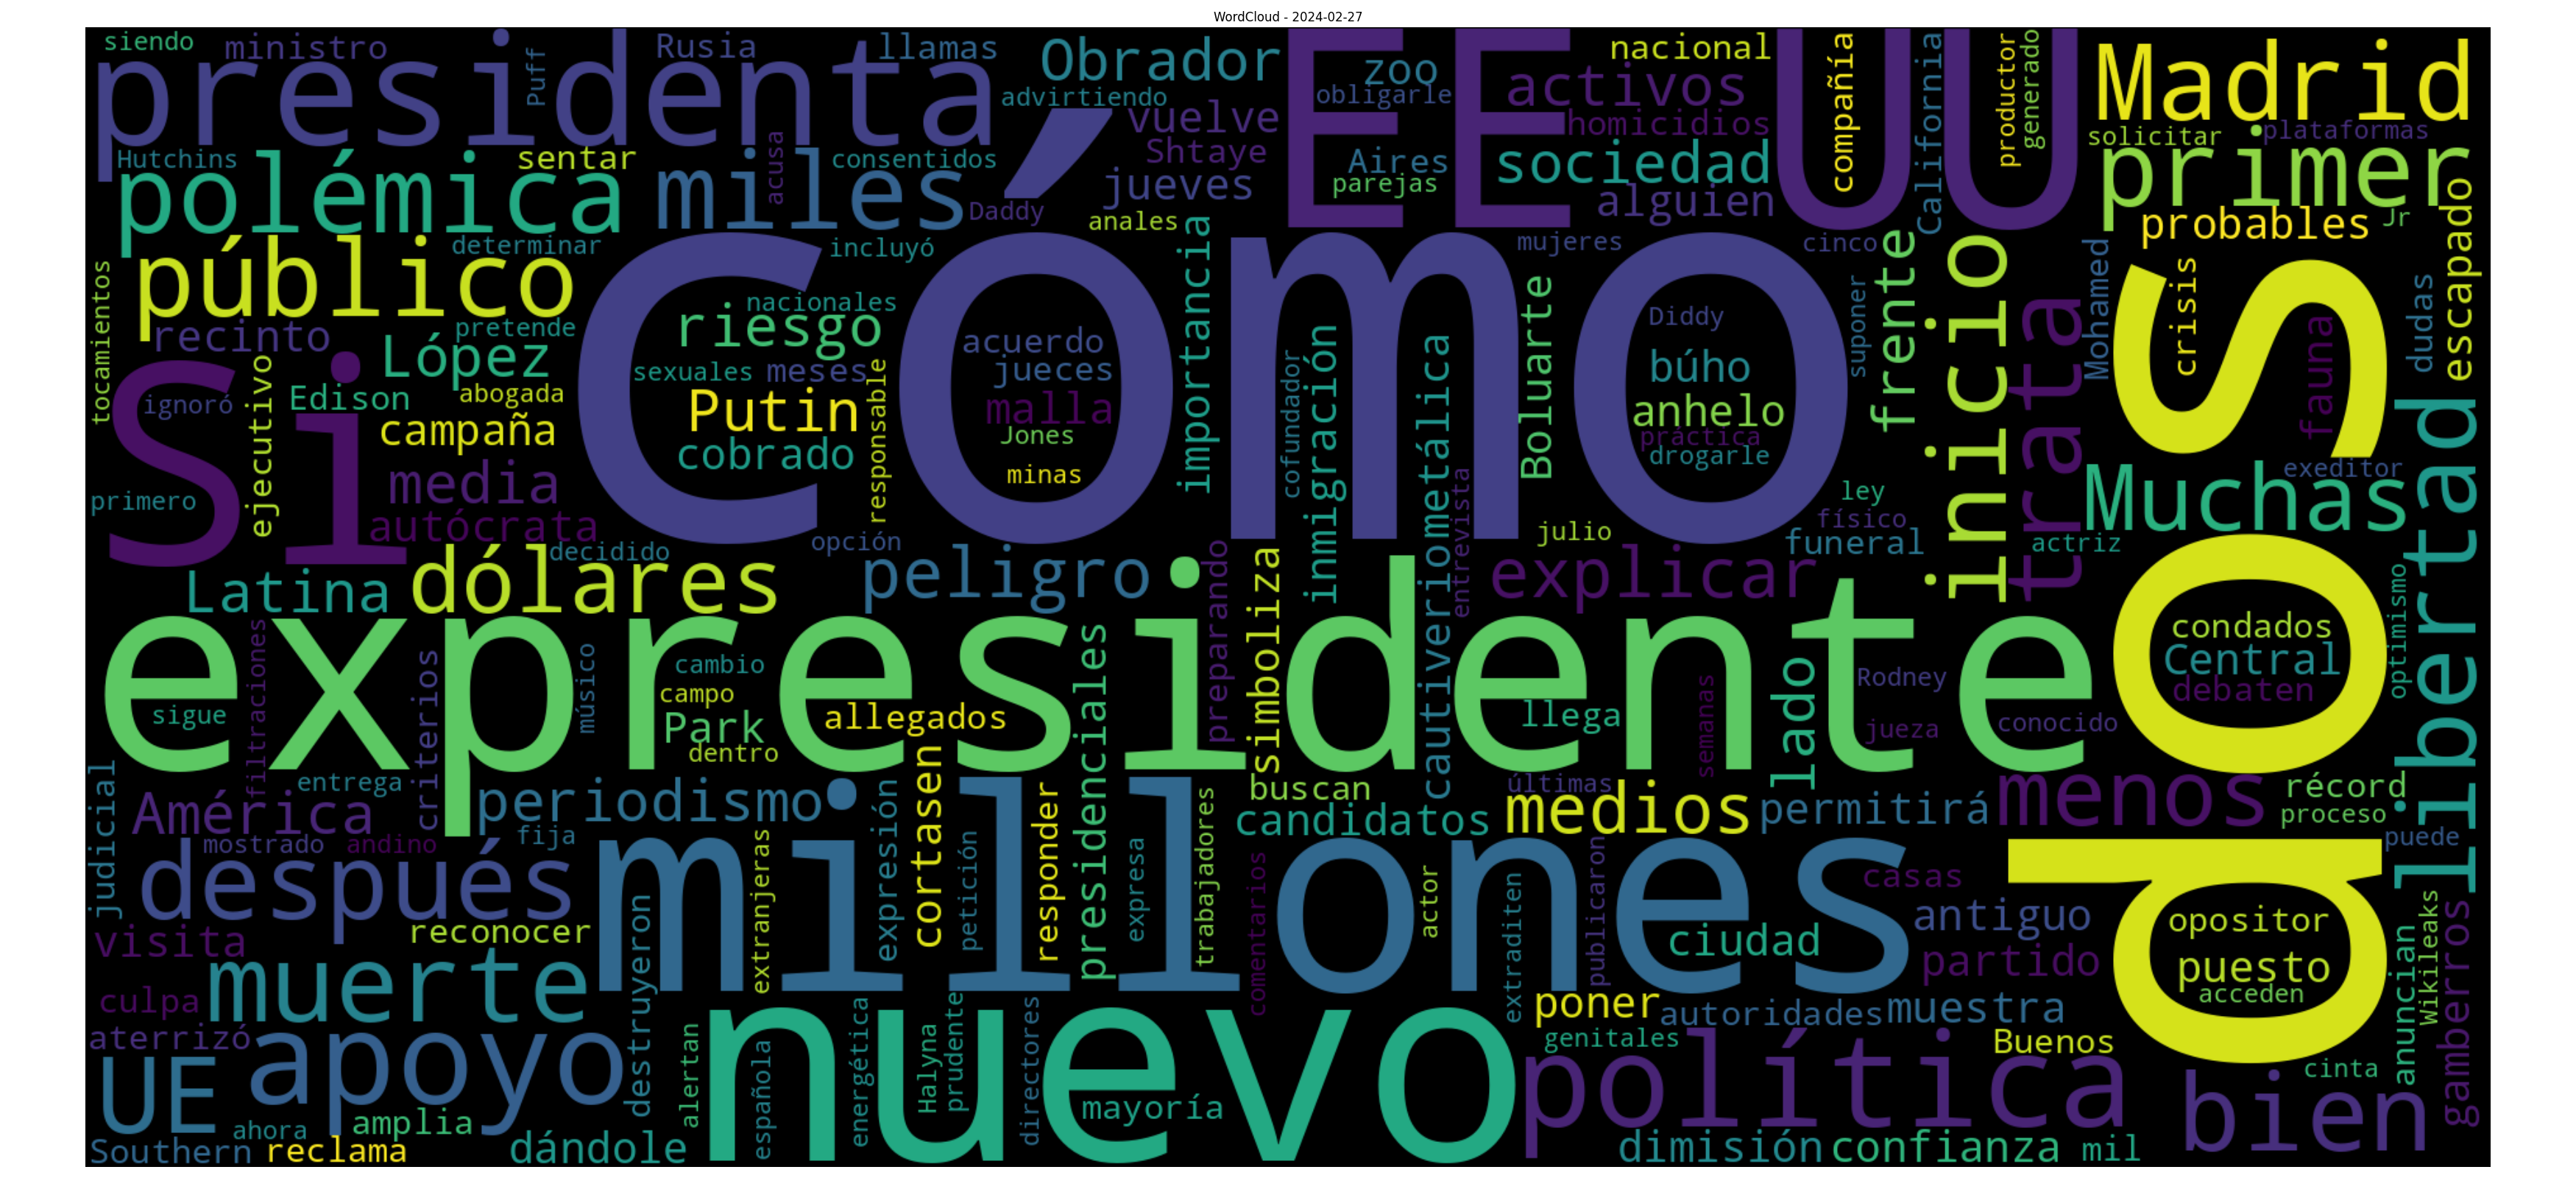 WordCloud - 2024-02-27
siendo
ministro
Puff
Rusia
llamas
Obrador
EE UU
zoo
activos
nacional
compañía
California
productor
generado
Madrid
presidenta
advirtiendo
obligarle
homicidios
vuelve
Shtaye
jueves
Aires
parejas
sociedad
alguien
solicitar
plataformas
primer
Hutchins
polémica
sentar
miles
acusa
consentidos
Daddy
anales
determinar
incluyó
importancia
mujeres
cinco
frente
inicio
Mohamed
probables
Jr
escapado
dudas
crisis
fauna
público
cómo
tocamientos
recinto
pretende
López
nacionales
riesgo
sexuales
meses
responsable
Putin
cobrado
acuerdo
jueces
malla
Jones
minas
cofundador
inmigración
cautiveriometálica
entrevista
Boluarte
Diddy
búho
anhelo
práctica
drogarle
suponer
trata
dos
Si
ignoró
ejecutivo
Edison
abogada
campaña
media
autócrata
primero
opción
julio
ley
físico
funeral
actriz
Muchas
exeditor
libertad
Latina
decidido
dólares
peligro
preparando
simboliza
explicar
optimismo
expresidente
condados
Central
debaten
sigue
filtraciones
criterios
músico
cambio
campo
Park
dentro
allegados
presidenciales
llega
semanas
lado
Rodney
jueza
conocido
judicial
entrega
América
periodismo
expresión
cortasen
petición
responder
expresa
trabajadores
buscan
candidatos
últimas
medios
permitirá
menos
récord
proceso
puede
mostrado
andino
fija
después
extranjeras
millones
comentarios
actor
extraditen
publicaron
casas
ciudad
antiguo
partido
opositor
puesto
acceden
anuncian
Wikileaks
gamberros
visita
reconocer
culpa
muerte
destruyeron
aterrizó
poner
autoridades
muestra
UE
apoyo
alertan
española
energética
Halyna
prudente
directores
nuevo
mayoría
genitales
política
Buenos
cinta
bien
ahora
amplia
Southern
reclama
dándole
dimisión
confianza
mil